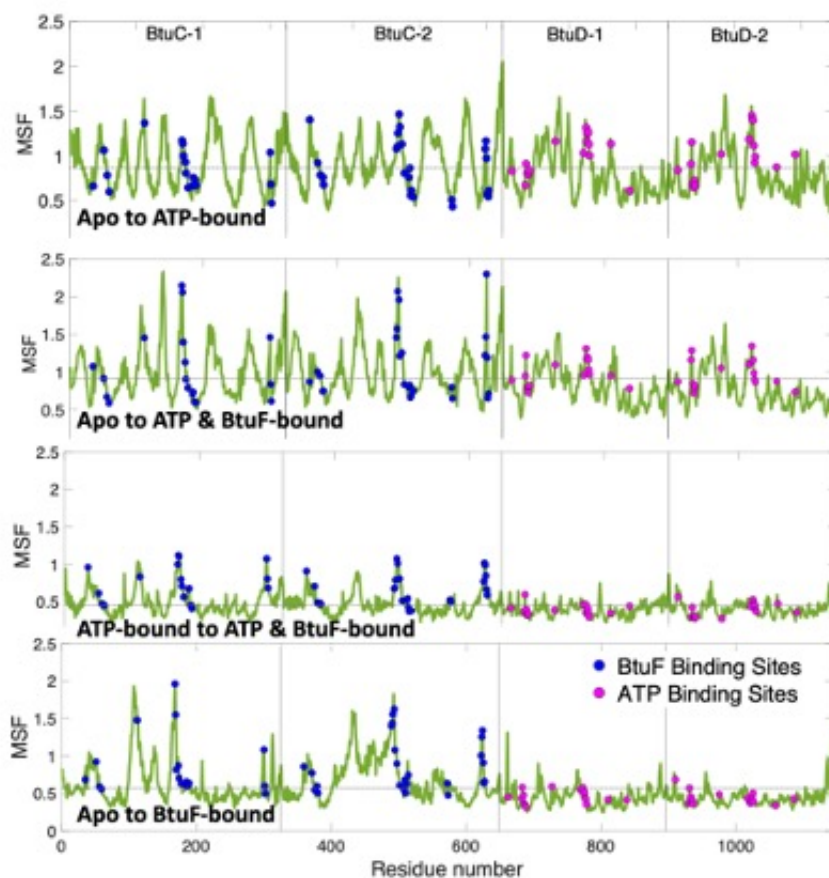 BtuC-1 BtuC-2 BtuD-1 BtuD-2
2.5
2
1.5
1
0.5
MSF
Apo to ATP-bound
2.5
2
1.5
1
0.5
MSF
Apo to ATP & BtuF-bound
2.5
2
1.5
1
0.5
MSF
ATP-bound to ATP & BtuF-bound
2.5
2
1.5
1
0.5
0
MSF
BtuF Binding Sites
ATP Binding Sites
Apo to BtuF-bound
0 200 400 600 800 1000
Residue number